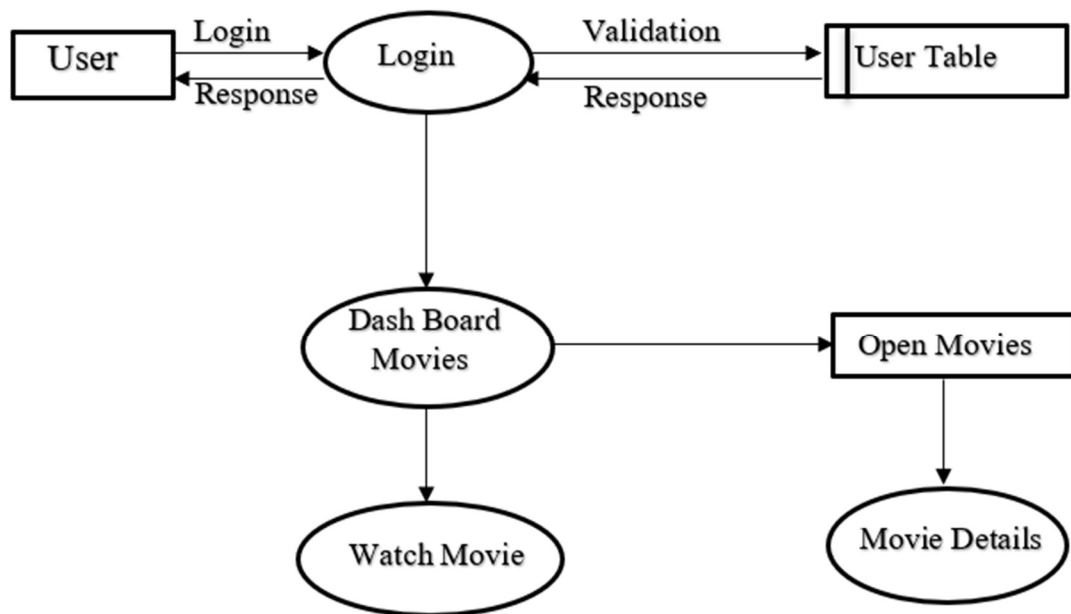 Login
Validation
User
Login
User Table
Response
Response
Dash Board
Movies
Open Movies
Watch Movie
Movie Details